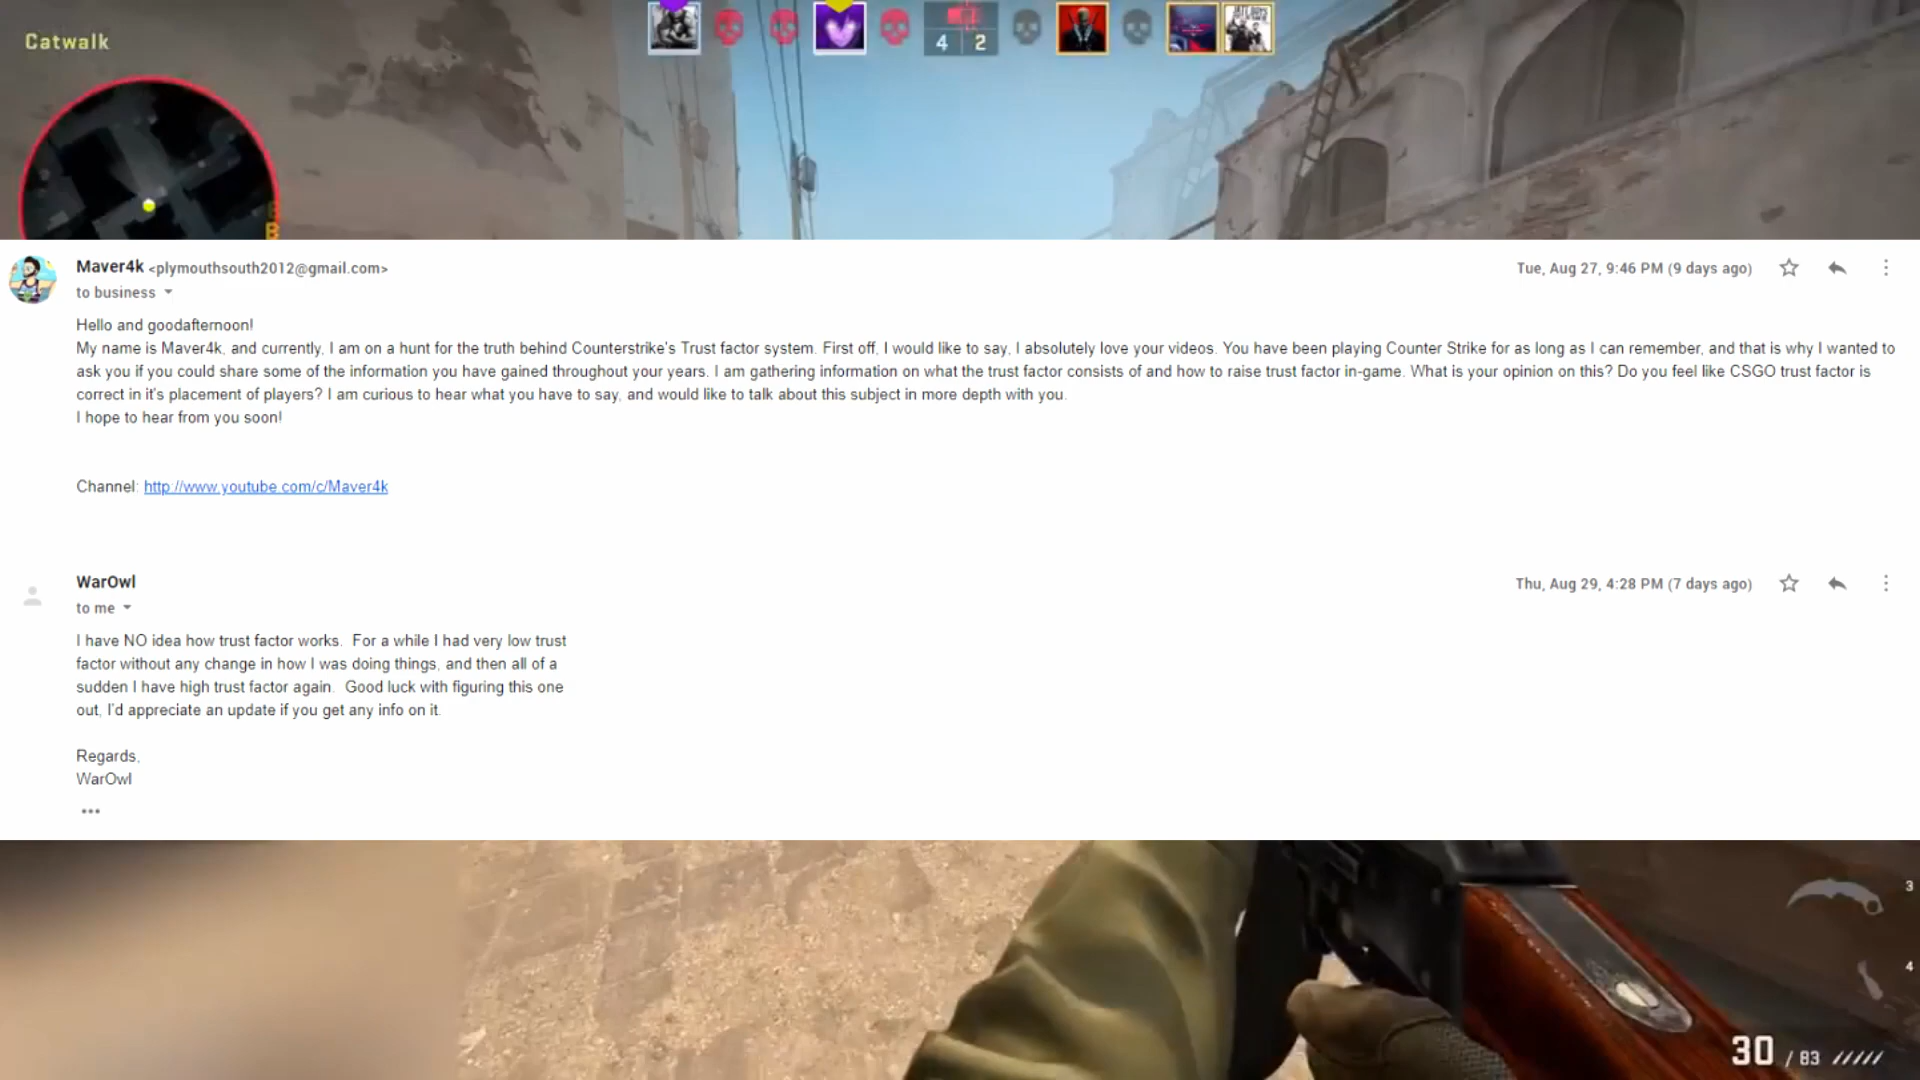 Catwalk
4 2
B
Maver4k <plymouthsouth2012@gmail.com>
Tue, Aug 27, 9:46 PM (9 days ago)
to business
Hello and goodafternoon!
My name is Maver4k, and currently, I am on a hunt for the truth behind Counterstrike's Trust factor system. First off, I would like to say, I absolutely love your videos. You have been playing Counter Strike for as long as I can remember, and that is why I wanted to
ask you if you could share some of the information you have gained throughout your years. I am gathering information on what the trust factor consists of and how to raise trust factor in-game. What is your opinion on this? Do you feel like CSGO trust factor is
correct in it's placement of players? I am curious to hear what you have to say, and would like to talk about this subject in more depth with you.
I hope to hear from you soon!
Channel: http://www.youtube.com/c/Maver4k
WarOwl
Thu, Aug 29, 4:28 PM (7 days ago)
to me
I have NO idea how trust factor works.  For a while I had very low trust
factor without any change in how I was doing things, and then all of a
sudden I have high trust factor again.  Good luck with figuring this one
out, I'd appreciate an update if you get any info on it.
Regards,
WarOwl
3
4
30 / 83